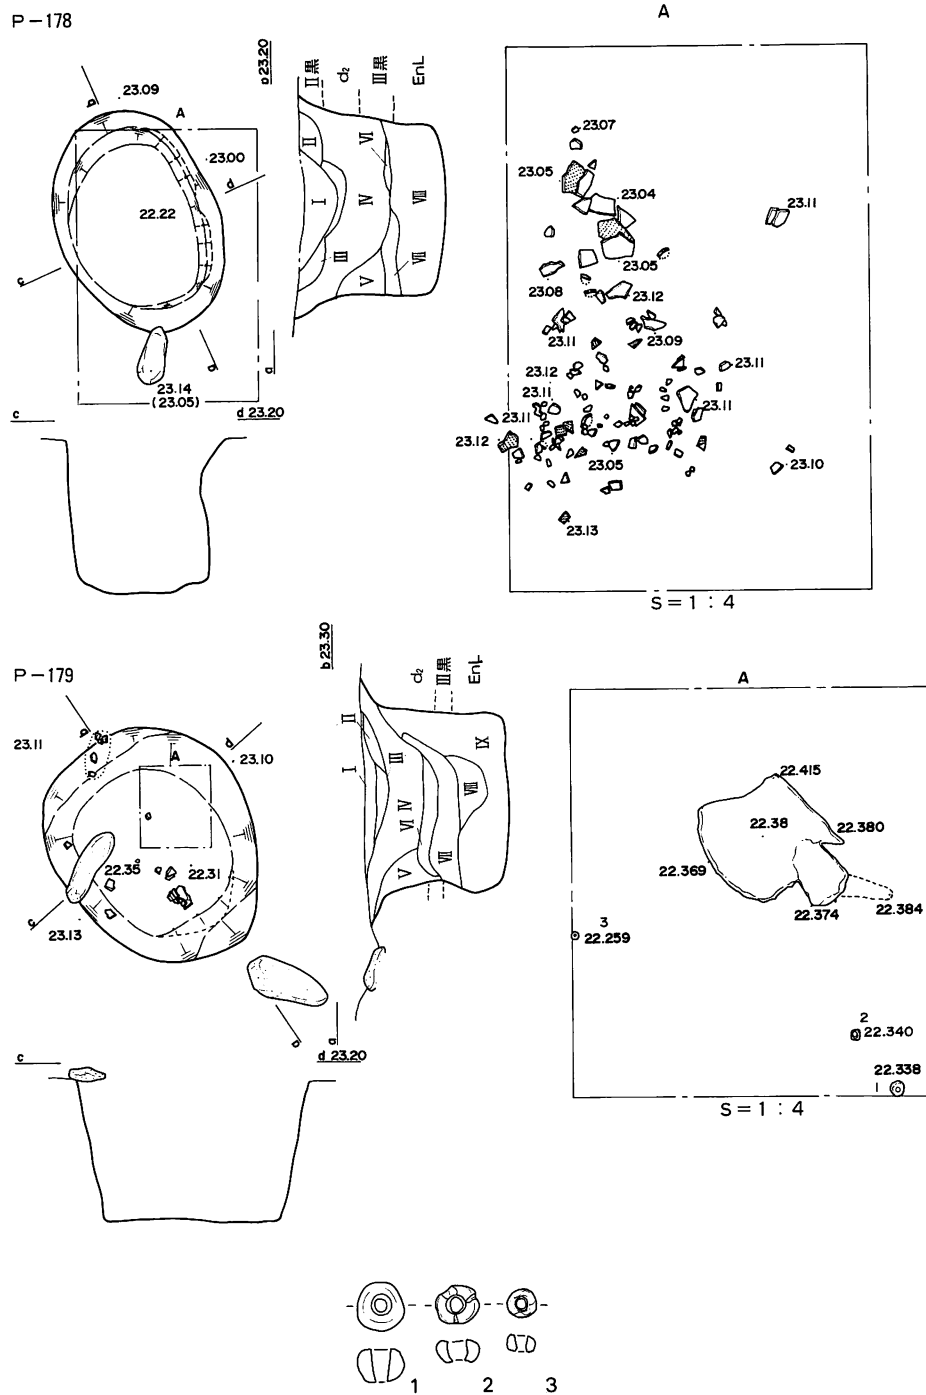 P-178
A
23.09
A
23.00
d
22.22
c
b
23.14
(23.05)
c
d 23.20
b 23.20
a
II黒
d₂
III黒
EnL
II
I
III
IV
V
VI
VII
VIII
23.07
23.05
23.04
23.11
23.05
23.08
23.12
23.11
23.09
23.12
23.11
23.11
23.11
23.11
23.12
23.05
23.10
23.13
S=1:4
P-179
23.11
A
d
23.10
22.35
22.31
c
23.13
b
a
c
d 23.20
b 23.30
d₂
III黒
EnL
II
I
III
IV
VI
V
VII
VIII
IX
A
22.415
22.38
22.380
22.369
22.374
22.384
3
22.259
2
22.340
22.338
1
S=1:4
1 2 3